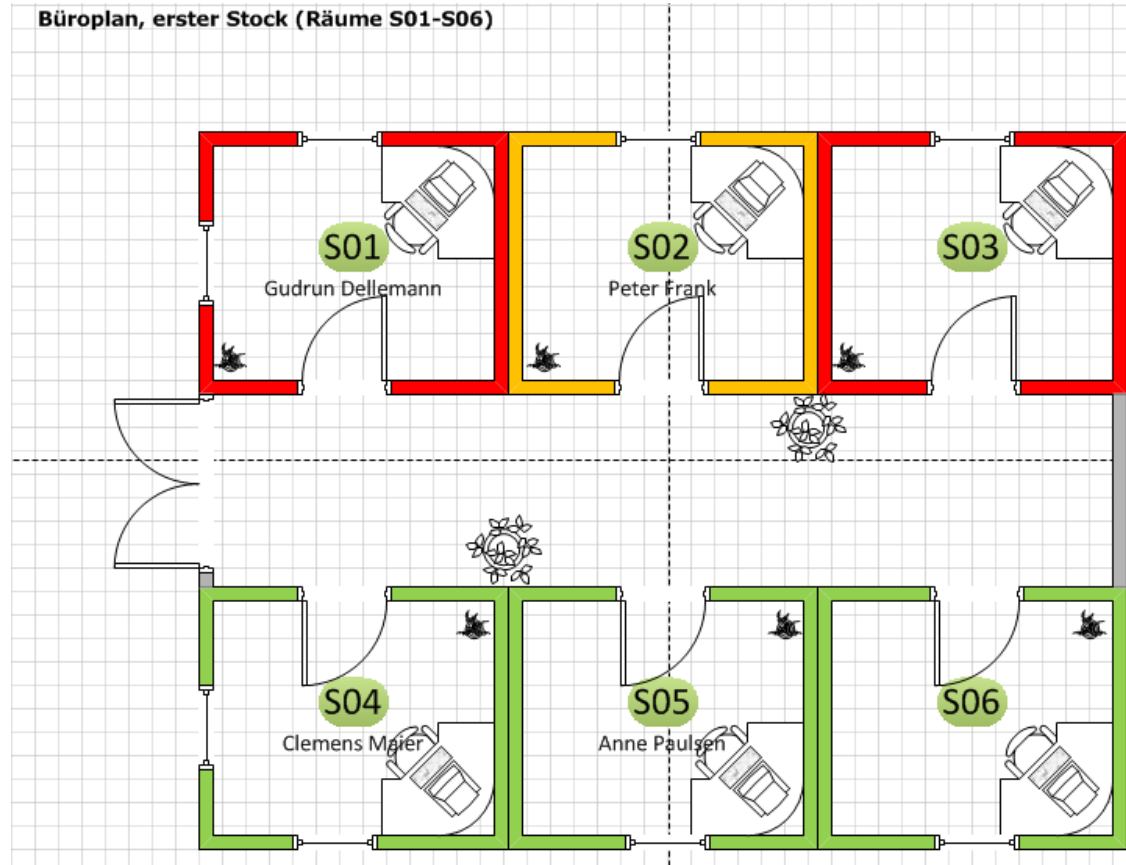 Büroplan, erster Stock (Räume S01-S06)
S01
Gudrun Dellemann
S02
Peter Frank
S03
S04
Clemens Maier
S05
Anne Paulsen
S06